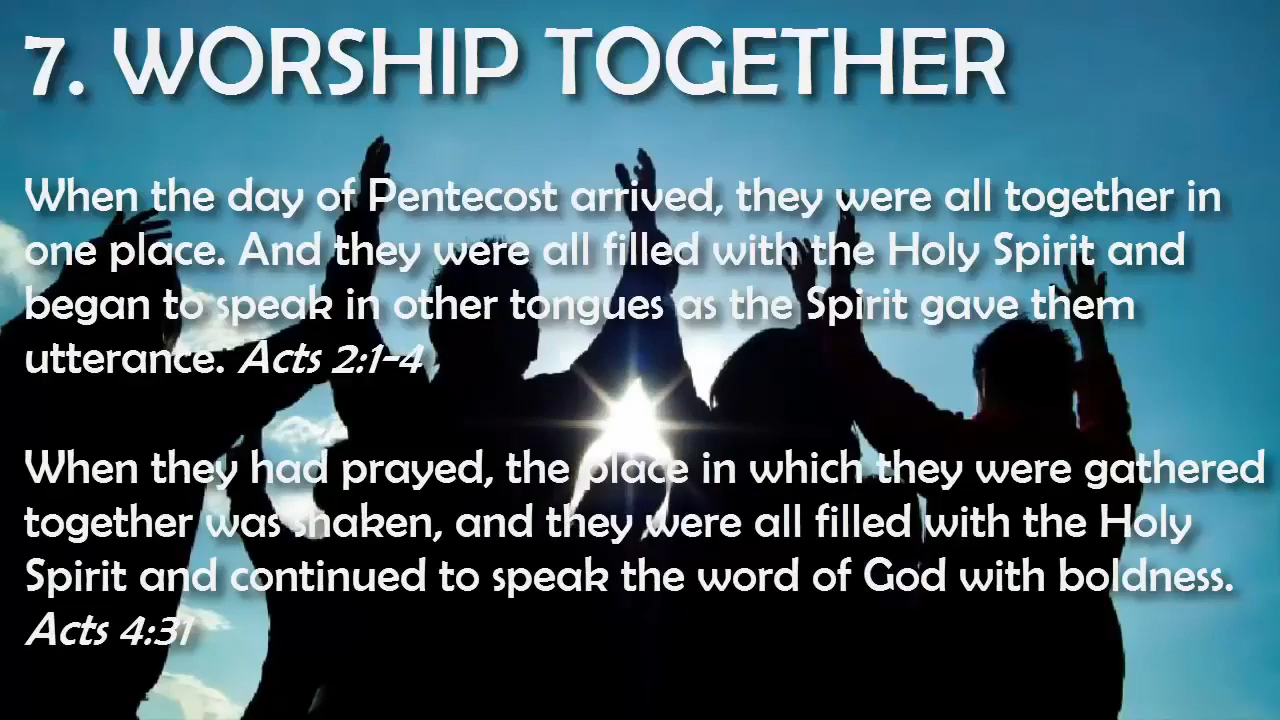 7. WORSHIP TOGETHER
When the day of Pentecost arrived, they were all together in
one place. And they were all filled with the Holy Spirit and
began to speak in other tongues as the Spirit gave them
utterance. Acts 2:1-4
When they had prayed, the place in which they were gathered
together was shaken, and they were all filled with the Holy
Spirit and continued to speak the word of God with boldness.
Acts 4:31